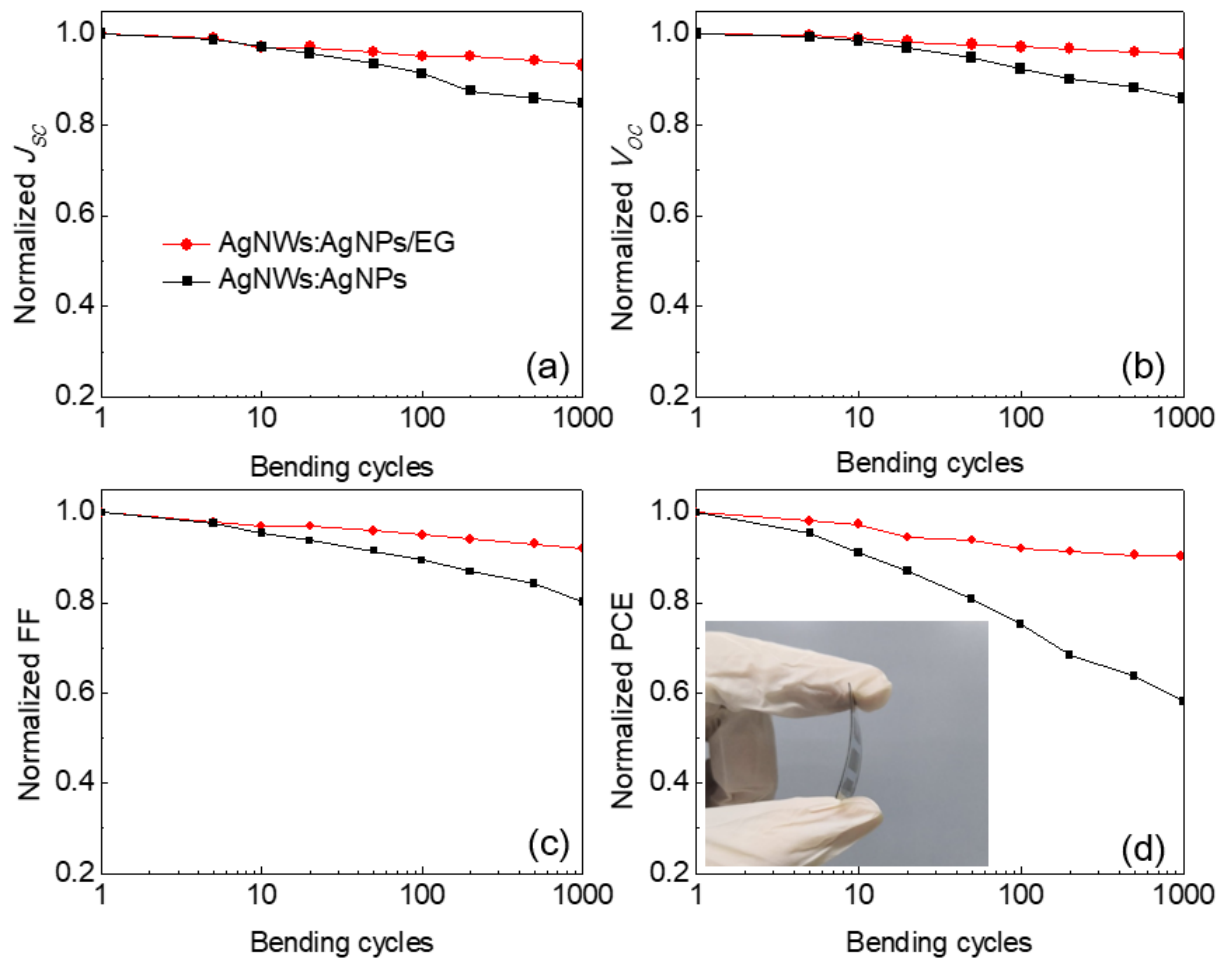 Normalized JSC
1.0
0.8
0.6
0.4
0.2
AgNWs:AgNPs/EG
AgNWs:AgNPs
(a)
1 10 100 1000
Bending cycles
Normalized VOC
1.0
0.8
0.6
0.4
0.2
(b)
1 10 100 1000
Bending cycles
Normalized FF
1.0
0.8
0.6
0.4
0.2
(c)
1 10 100 1000
Bending cycles
Normalized PCE
1.0
0.8
0.6
0.4
0.2
(d)
1 10 100 1000
Bending cycles